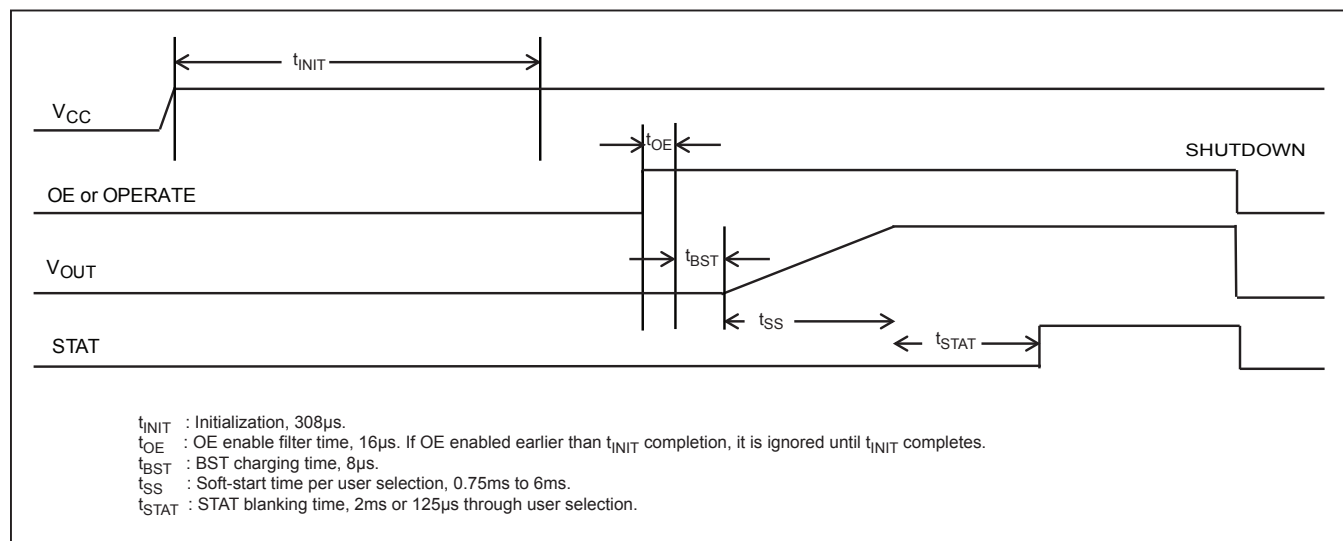 tINIT
VCC
tOE
SHUTDOWN
OE or OPERATE
tBST
VOUT
tSS
STAT
tSTAT
tINIT : Initialization, 308µs.
tOE : OE enable filter time, 16µs. If OE enabled earlier than tINIT completion, it is ignored until tINIT completes.
tBST : BST charging time, 8µs.
tSS : Soft-start time per user selection, 0.75ms to 6ms.
tSTAT : STAT blanking time, 2ms or 125µs through user selection.